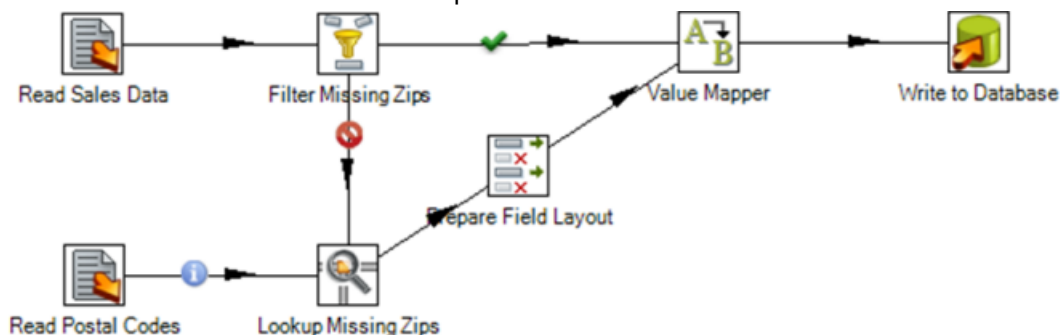 Read Sales Data
Filter Missing Zips
A
B
Value Mapper
Write to Database
Prepare Field Layout
i
Read Postal Codes
Lookup Missing Zips